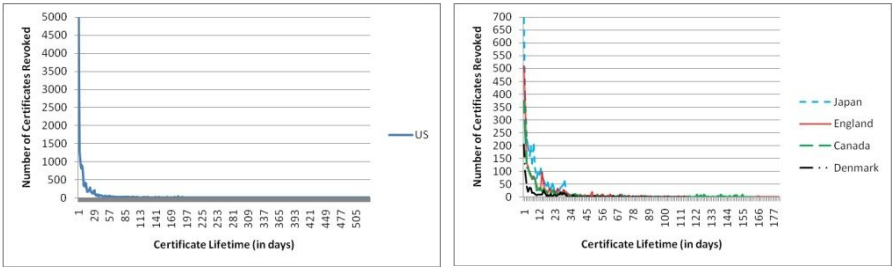 Number of Certificates Revoked
5000
4500
4000
3500
3000
2500
2000
1500
1000
500
0
1 29 57 85 113 141 169 197 225 253 281 309 337 365 393 421 449 477 505
Certificate Lifetime (in days)
US
Number of Certificates Revoked
700
650
600
550
500
450
400
350
300
250
200
150
100
50
0
1 12 23 34 45 56 67 78 89 100 111 122 133 144 155 166 177
Certificate Lifetime (in days)
Japan
England
Canada
Denmark